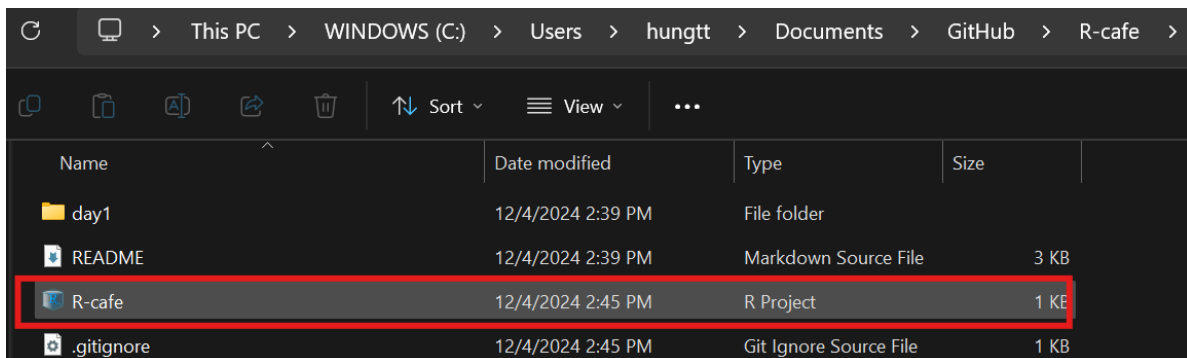 This PC > WINDOWS (C:) > Users > hungtt > Documents > GitHub > R-cafe >
Sort View
Name Date modified Type Size
day1 12/4/2024 2:39 PM File folder
README 12/4/2024 2:39 PM Markdown Source File 3 KB
R-cafe 12/4/2024 2:45 PM R Project 1 KB
.gitignore 12/4/2024 2:45 PM Git Ignore Source File 1 KB